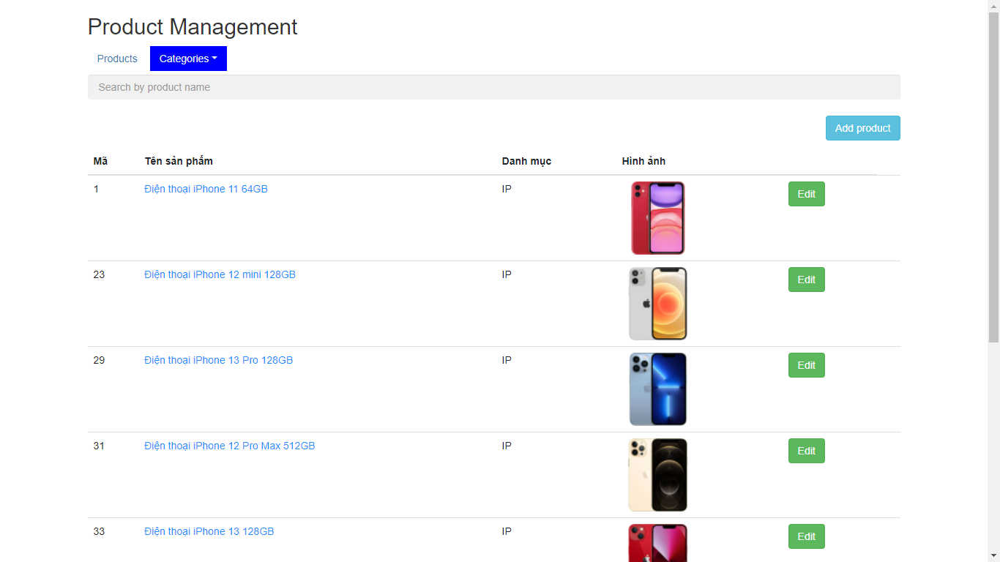 Product Management
Products Categories
Search by product name
Add product
Mã Tên sản phẩm Danh mục Hình ảnh
1 Điện thoại iPhone 11 64GB IP Edit
23 Điện thoại iPhone 12 mini 128GB IP Edit
29 Điện thoại iPhone 13 Pro 128GB IP Edit
31 Điện thoại iPhone 12 Pro Max 512GB IP Edit
33 Điện thoại iPhone 13 128GB IP Edit